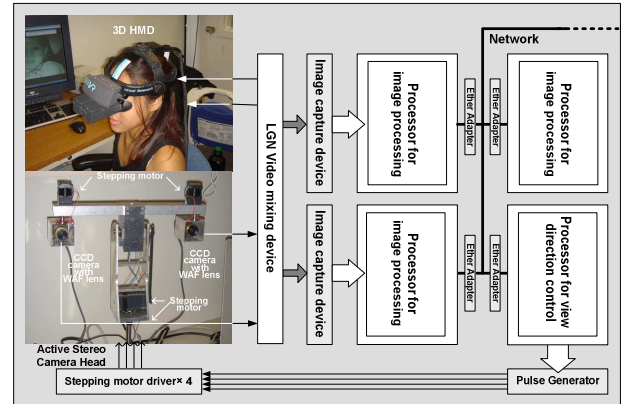 3D HMD
Network
LGN Video mixing device
Image capture device
Processor for
image processing
Ether Adapter
Ether Adapter
Processor for
image processing
Stepping motor
CCD
camera
with
WAF lens
CCD
camera
with
WAF lens
Stepping
motor
Image capture device
Processor for
image processing
Ether Adapter
Ether Adapter
Processor for view
direction control
Active Stereo
Camera Head
Stepping motor driver× 4
Pulse Generator